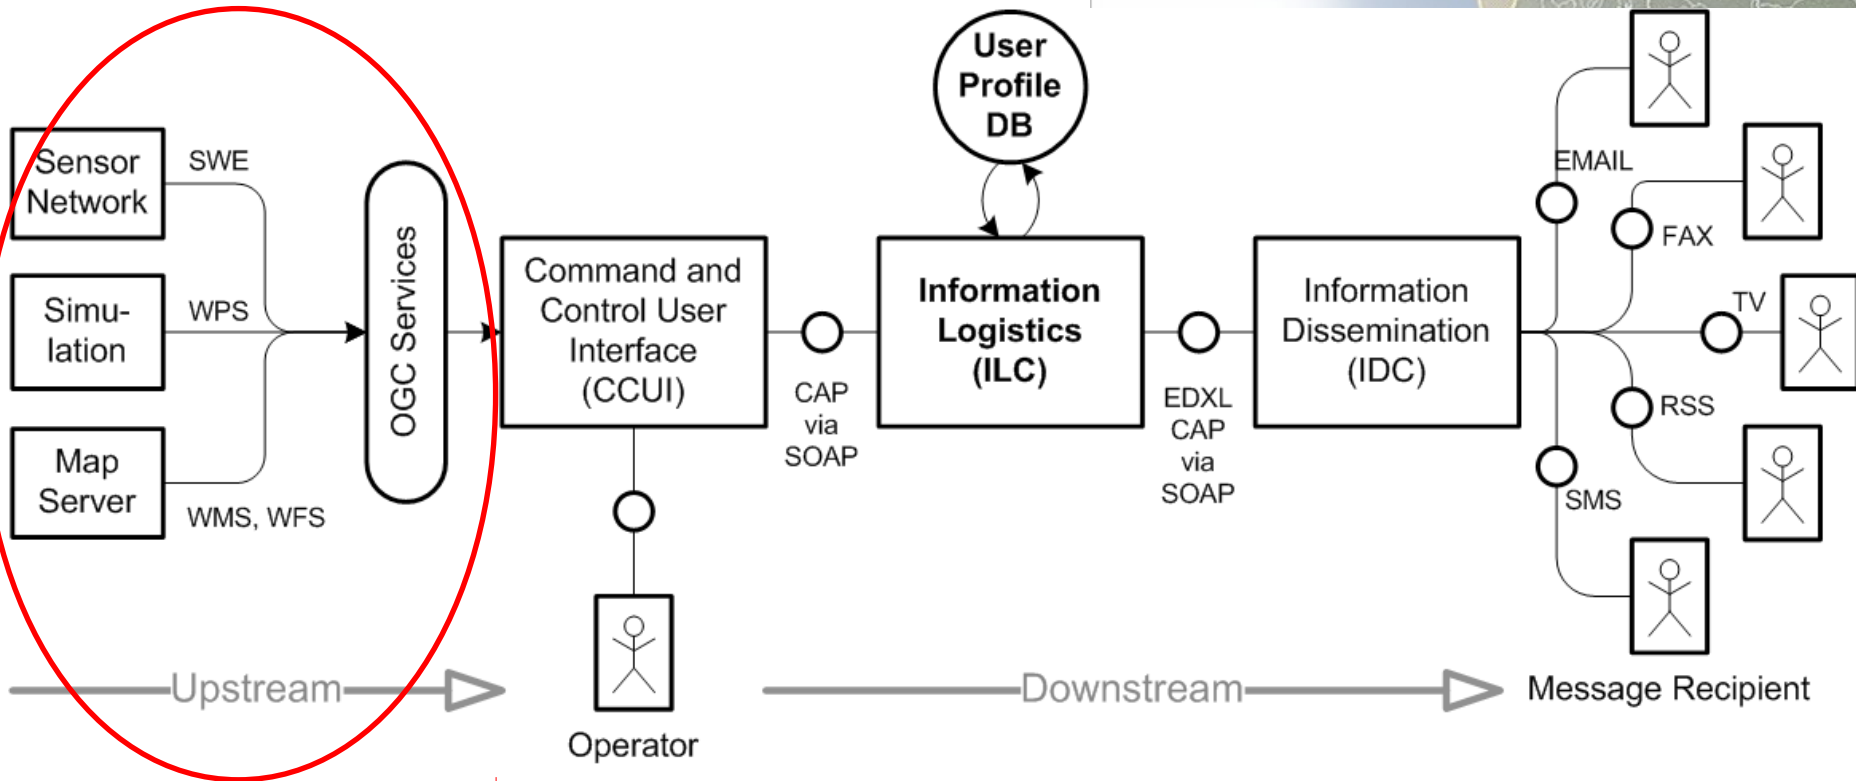 User
Profile
DB
Sensor
Network
SWE
Simu-
lation
WPS
Map
Server
WMS, WFS
OGC Services
Command and
Control User
Interface
(CCUI)
CAP
via
SOAP
Information
Logistics
(ILC)
EDXL
CAP
via
SOAP
Information
Dissemination
(IDC)
EMAIL
FAX
TV
RSS
SMS
Upstream
Operator
Downstream
Message Recipient